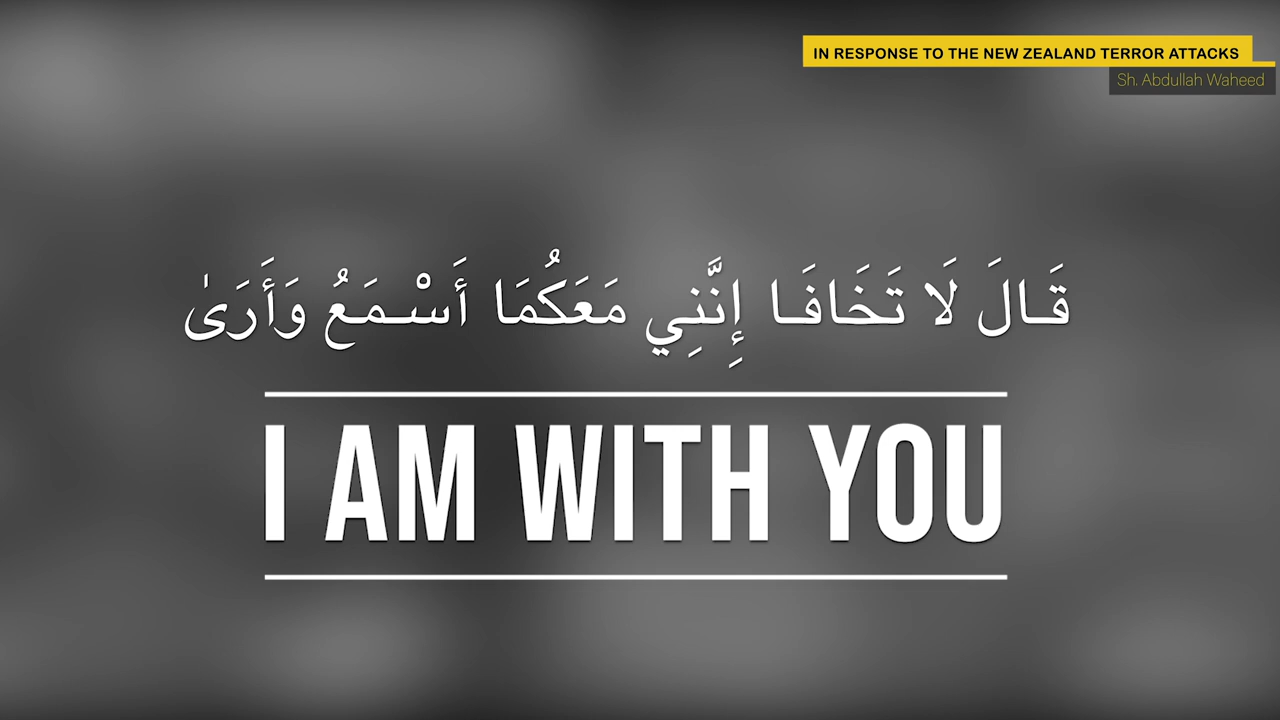 IN RESPONSE TO THE NEW ZEALAND TERROR ATTACKS
Sh. Abdullah Waheed
قَالَ لَا تَخَافَا إِنَّنِي مَعَكُمَا أَسْمَعُ وَأَرَىٰ
I AM WITH YOU